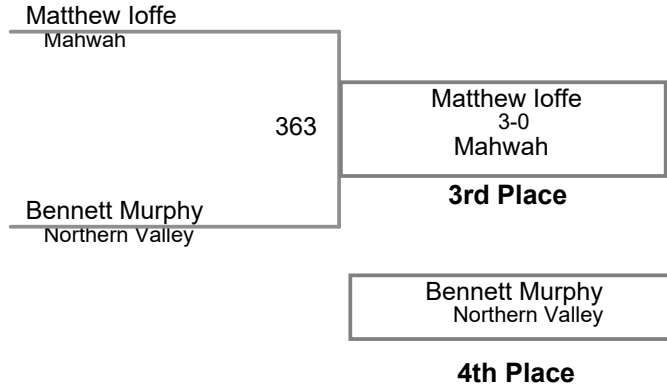 Matthew Ioffe
Mahwah
363
Matthew Ioffe
3-0
Mahwah
3rd Place
Bennett Murphy
Northern Valley
Bennett Murphy
Northern Valley
4th Place